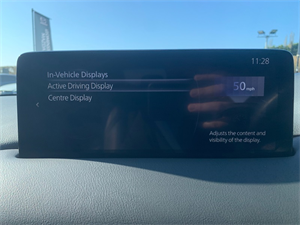 11:28
In-Vehicle Displays
Active Driving Display
50 mph
Centre Display
Adjusts the content and
visibility of the display.